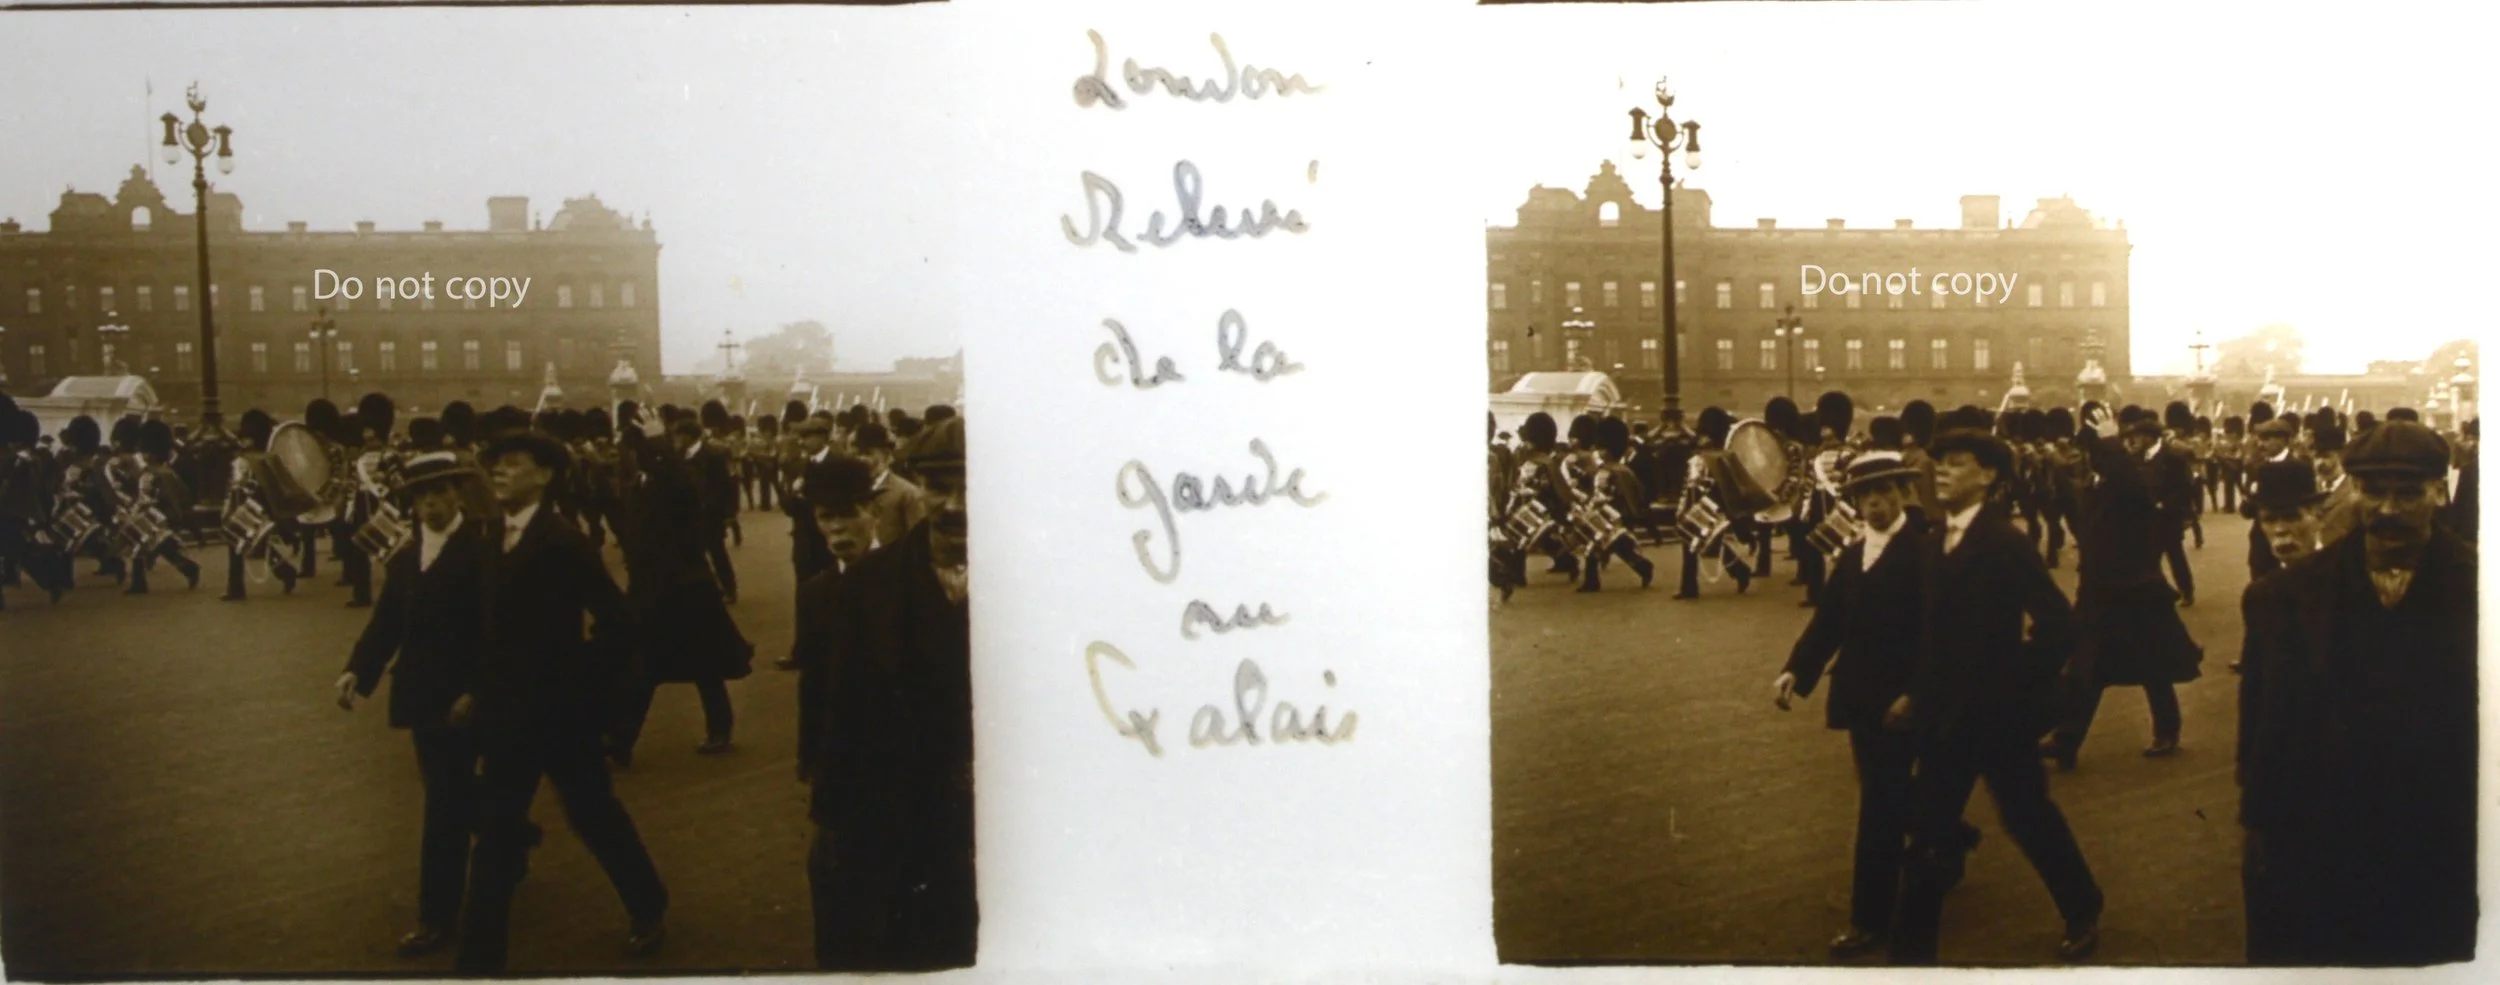 Do not copy
London
Relevé
de la
garde
au
Palais
Do not copy